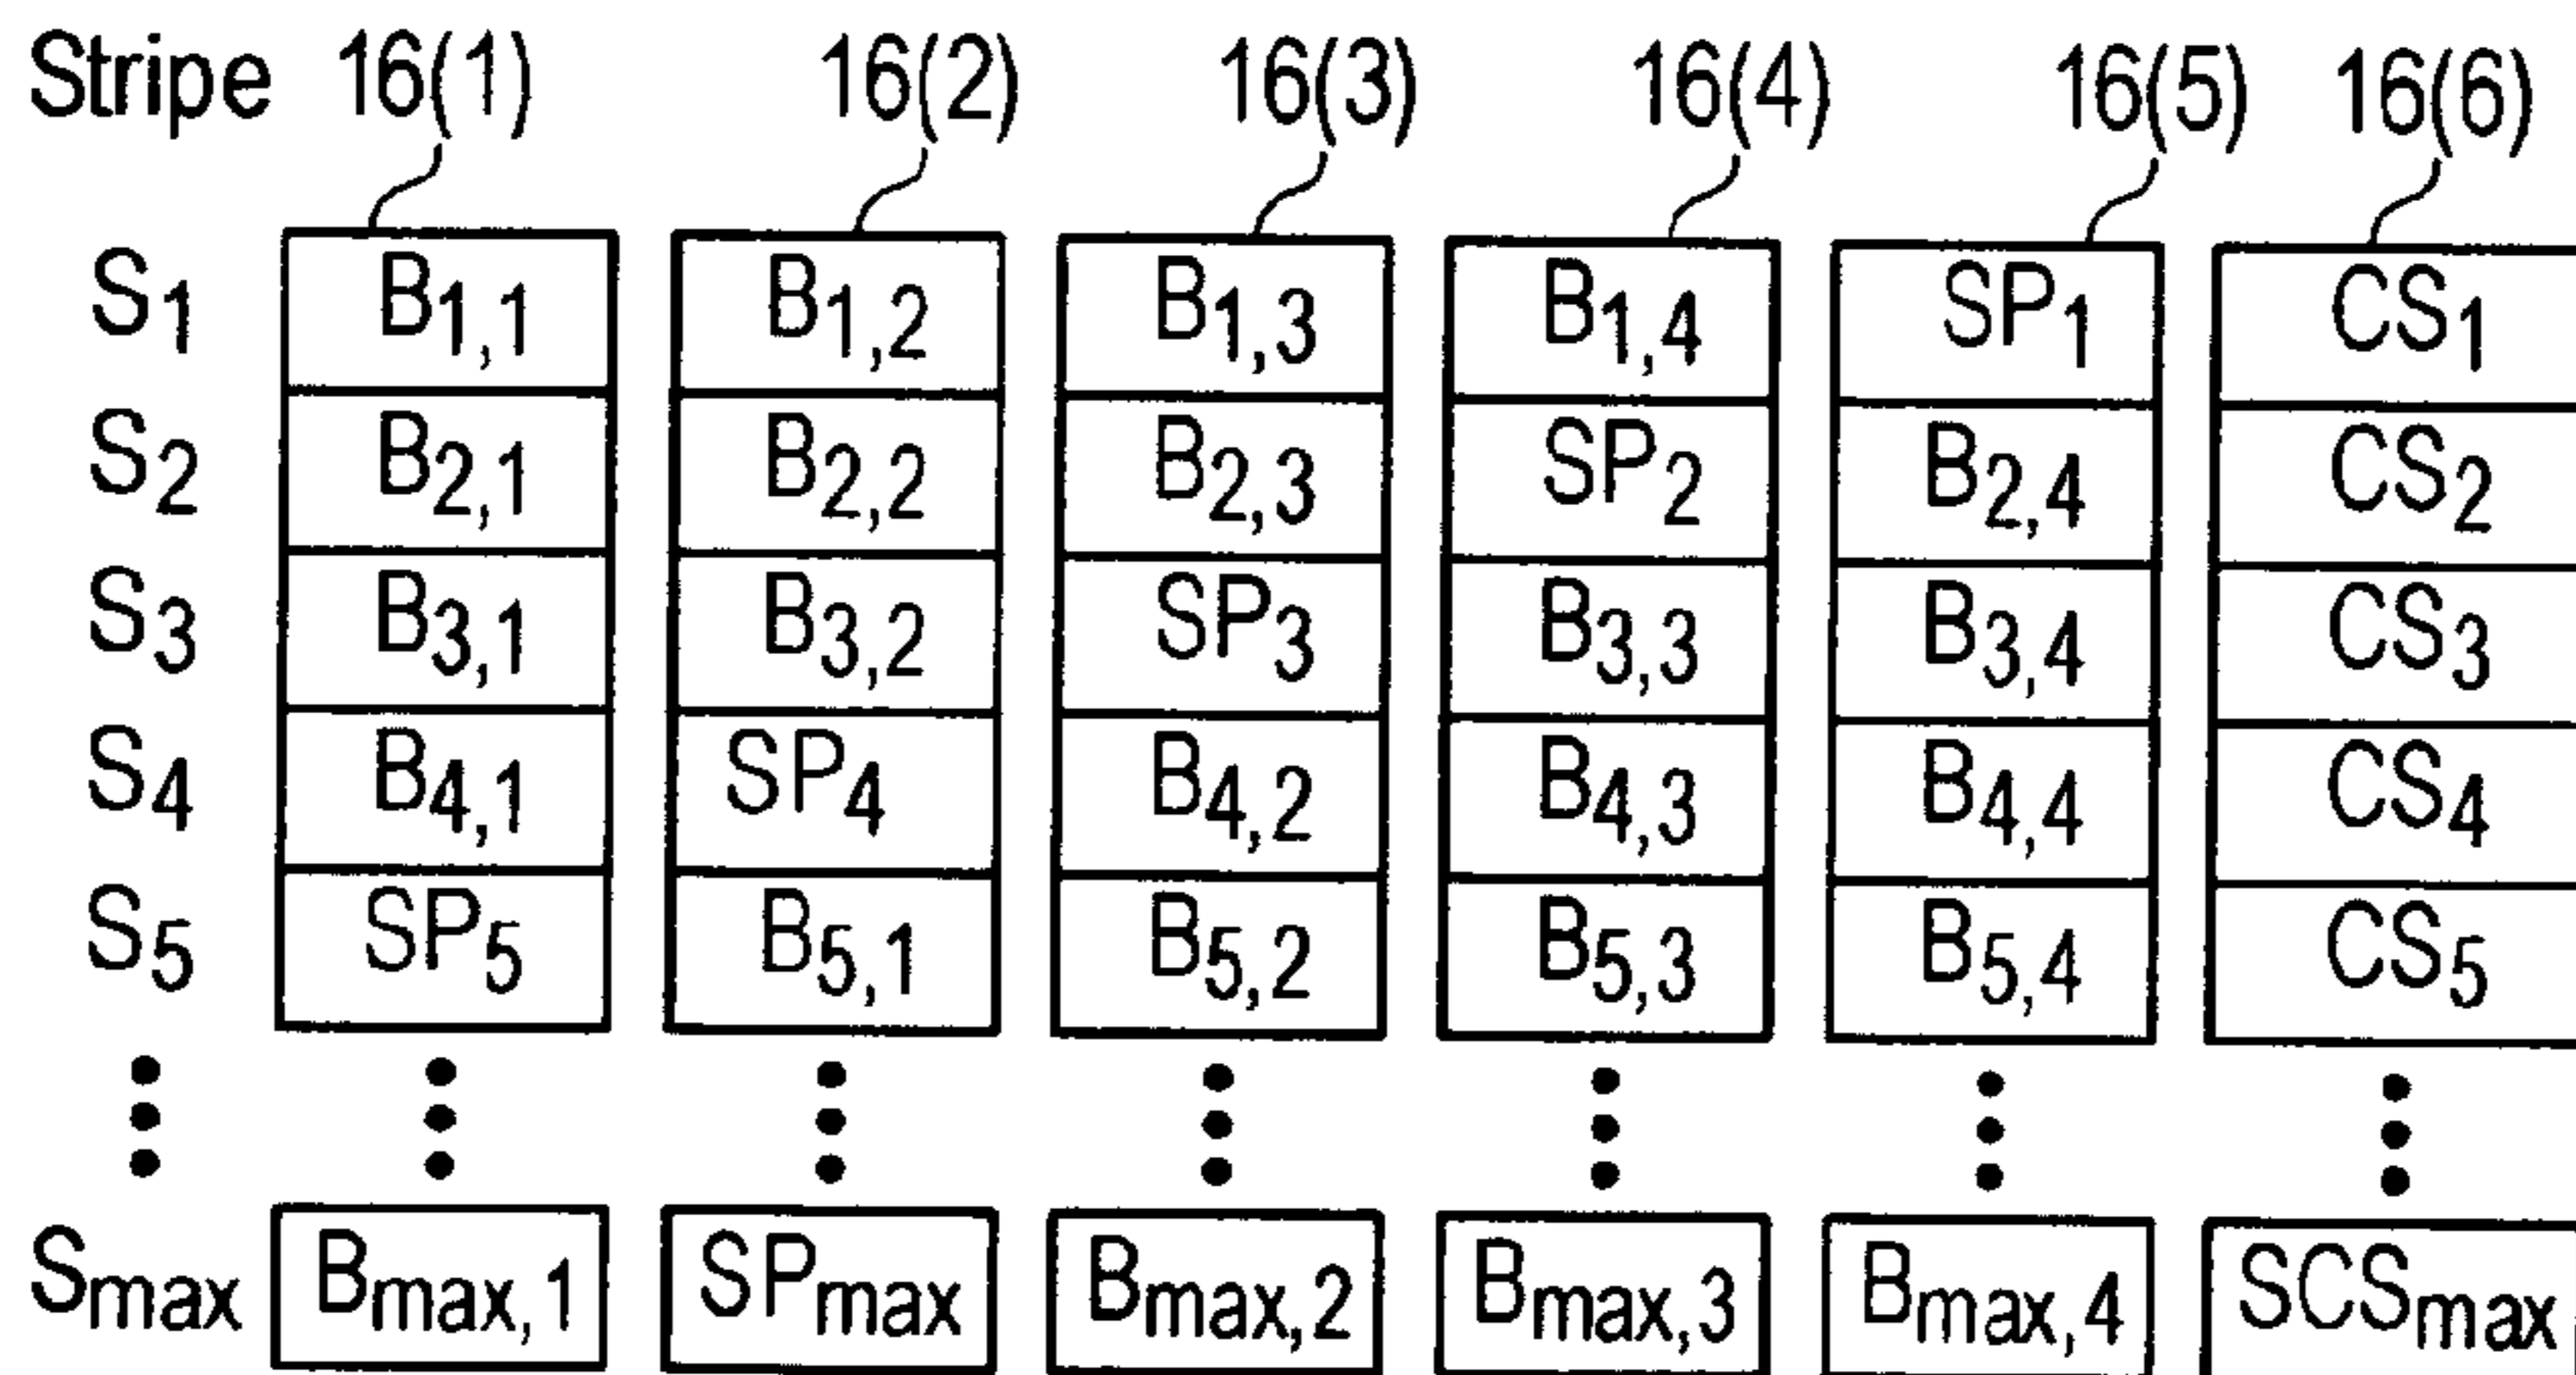 Stripe 16(1) 16(2) 16(3) 16(4) 16(5) 16(6)
S1 B1,1 B1,2 B1,3 B1,4 SP1 CS1
S2 B2,1 B2,2 B2,3 SP2 B2,4 CS2
S3 B3,1 B3,2 SP3 B3,3 B3,4 CS3
S4 B4,1 SP4 B4,2 B4,3 B4,4 CS4
S5 SP5 B5,1 B5,2 B5,3 B5,4 CS5
Smax Bmax,1 SPmax Bmax,2 Bmax,3 Bmax,4 SCSmax